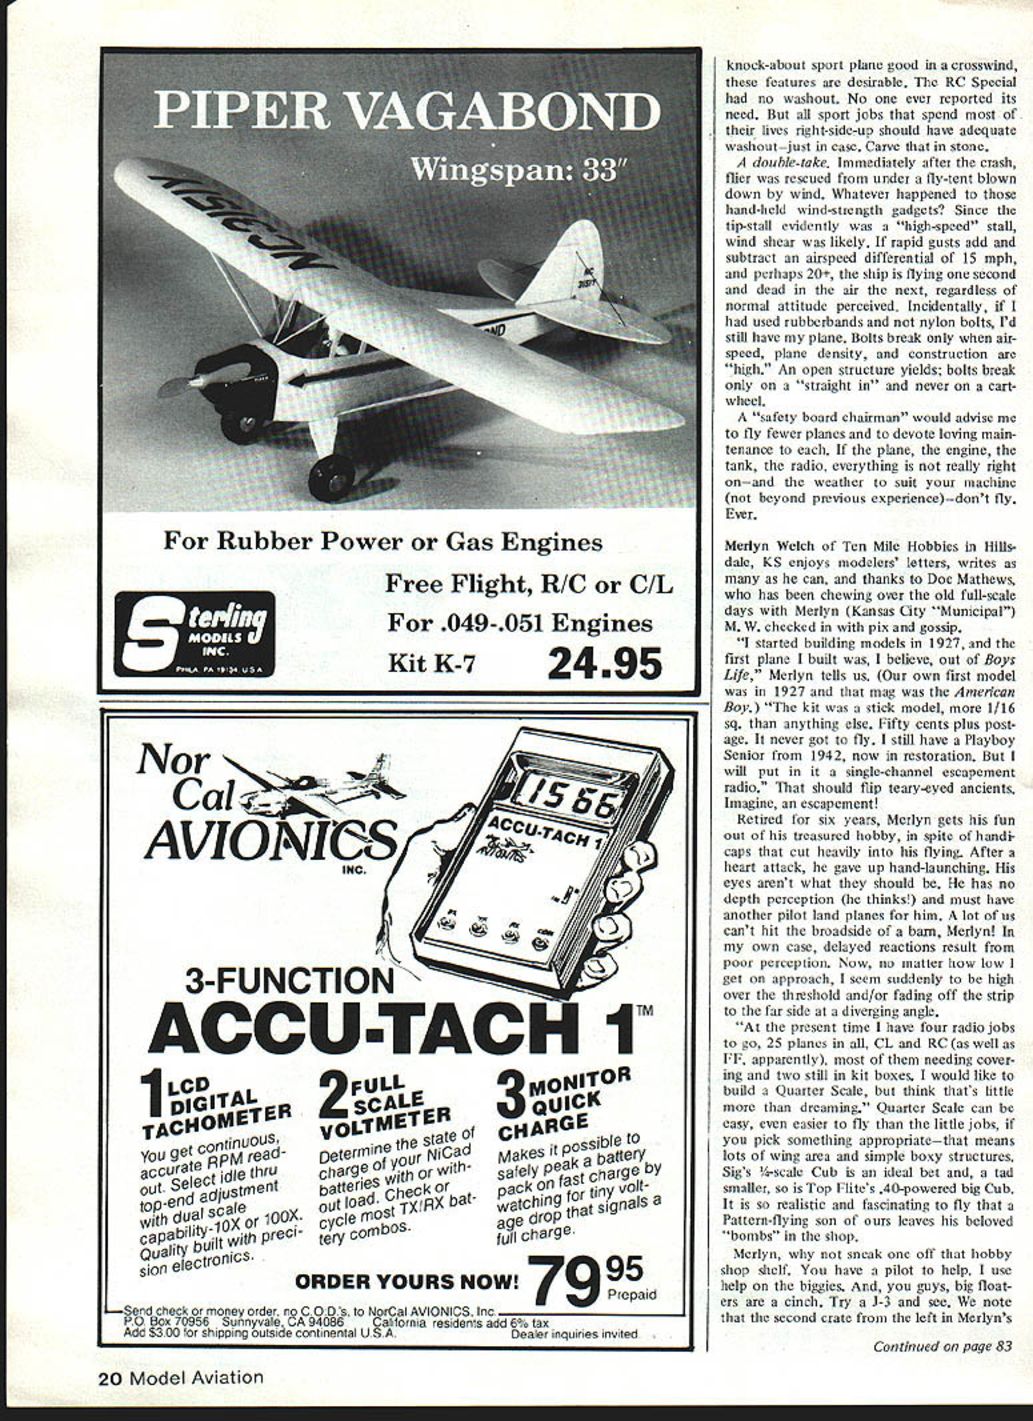 PIPER VAGABOND
Wingspan: 33"
NC-3151V
For Rubber Power or Gas Engines
Free Flight, R/C or C/L
For .049-.051 Engines
Kit K-7
24.95
Sterling
MODELS
INC.
PHILA. PA 19134, U S A
Nor
Cal
AVIONICS
INC.
1566
ACCU-TACH 1
AVIONICS
3-FUNCTION
ACCU-TACH 1™
1 LCD
DIGITAL
TACHOMETER
You get continuous,
accurate RPM read-
out. Select idle thru
top-end adjustment
with dual scale
capability-10X or 100X.
Quality built with preci-
sion electronics.
2 FULL
SCALE
VOLTMETER
Determine the state of
charge of your NiCad
batteries with or with-
out load. Check or
cycle most TX/RX bat-
tery combos.
3 MONITOR
QUICK
CHARGE
Makes it possible to
safely peak a battery
pack on fast charge by
watching for tiny volt-
age drop that signals a
full charge.
ORDER YOURS NOW! 79 95
Prepaid
Send check or money order, no C.O.D.'s, to NorCal AVIONICS, Inc.
P.O. Box 70956 Sunnyvale, CA 94086 California residents add 6% tax
Add $3.00 for shipping outside continental U.S.A. Dealer inquiries invited
knock-about sport plane good in a crosswind,
these features are desirable. The RC Special
had no washout. No one ever reported its
need. But all sport jobs that spend most of
their lives right-side-up should have adequate
washout—just in case. Carve that in stone.
A double-take. Immediately after the crash,
flier was rescued from under a fly-tent blown
down by wind. Whatever happened to those
hand-held wind-strength gadgets? Since the
tip-stall evidently was a "high-speed" stall,
wind shear was likely. If rapid gusts add and
subtract an airspeed differential of 15 mph,
and perhaps 20+, the ship is flying one second
and dead in the air the next, regardless of
normal attitude perceived. Incidentally, if I
had used rubberbands and not nylon bolts, I'd
still have my plane. Bolts break only when air-
speed, plane density, and construction are
"high." An open structure yields; bolts break
only on a "straight in" and never on a cart-
wheel.
A "safety board chairman" would advise me
to fly fewer planes and to devote loving main-
tenance to each. If the plane, the engine, the
tank, the radio, everything is not really right
on—and the weather to suit your machine
(not beyond previous experience)—don't fly.
Ever.
Merlyn Welch of Ten Mile Hobbies in Hills-
dale, KS enjoys modelers' letters, writes as
many as he can, and thanks to Doc Mathews,
who has been chewing over the old full-scale
days with Merlyn (Kansas City "Municipal")
M. W. checked in with pix and gossip.
"I started building models in 1927, and the
first plane I built was, I believe, out of Boys
Life," Merlyn tells us. (Our own first model
was in 1927 and that mag was the American
Boy.) "The kit was a stick model, more 1/16
sq. than anything else. Fifty cents plus post-
age. It never got to fly. I still have a Playboy
Senior from 1942, now in restoration. But I
will put in it a single-channel escapement
radio." That should flip teary-eyed ancients.
Imagine, an escapement!
Retired for six years, Merlyn gets his fun
out of his treasured hobby, in spite of handi-
caps that cut heavily into his flying. After a
heart attack, he gave up hand-launching. His
eyes aren't what they should be. He has no
depth perception (he thinks!) and must have
another pilot land planes for him. A lot of us
can't hit the broadside of a barn, Merlyn! In
my own case, delayed reactions result from
poor perception. Now, no matter how low I
get on approach, I seem suddenly to be high
over the threshold and/or fading off the strip
to the far side at a diverging angle.
"At the present time I have four radio jobs
to go, 25 planes in all, CL and RC (as well as
FF, apparently), most of them needing cover-
ing and two still in kit boxes. I would like to
build a Quarter Scale, but think that's little
more than dreaming." Quarter Scale can be
easy, even easier to fly than the little jobs, if
you pick something appropriate—that means
lots of wing area and simple boxy structures.
Sig's ¼-scale Cub is an ideal bet and, a tad
smaller, so is Top Flite's .40-powered big Cub.
It is so realistic and fascinating to fly that a
Pattern-flying son of ours leaves his beloved
"bombs" in the shop.
Merlyn, why not sneak one off that hobby
shop shelf. You have a pilot to help. I use
help on the biggies. And, you guys, big float-
ers are a cinch. Try a J-3 and see. We note
that the second crate from the left in Merlyn's
Continued on page 83
20 Model Aviation